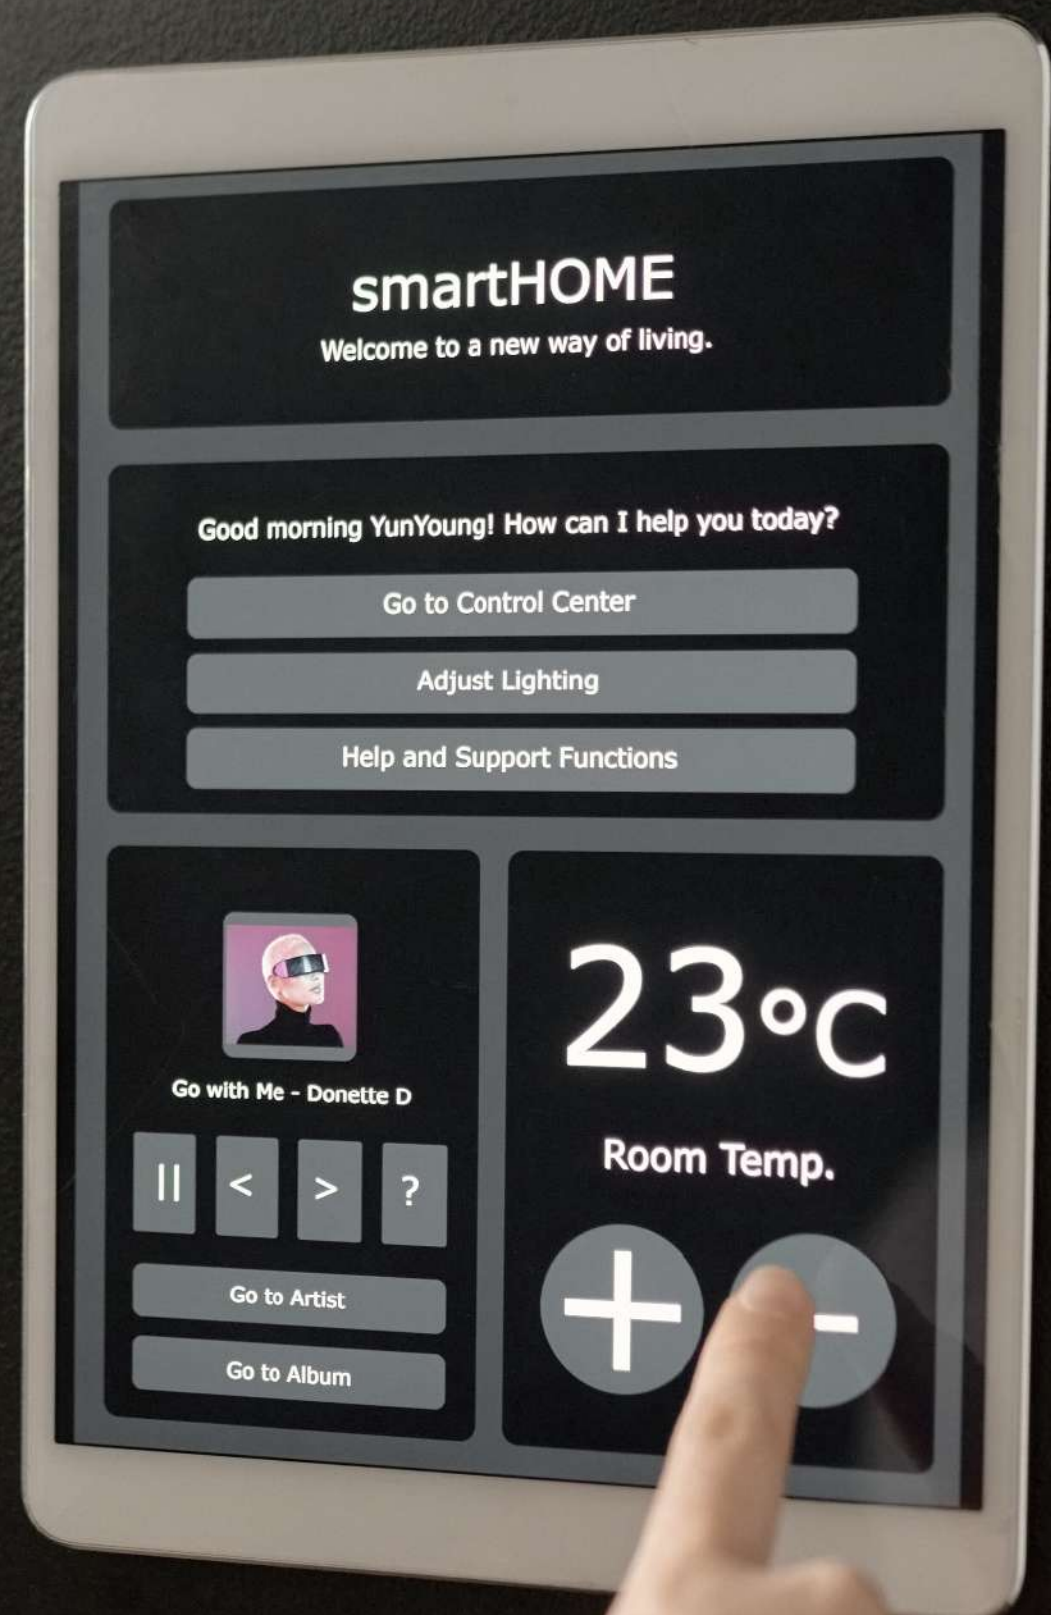 smartHOME
Welcome to a new way of living.
Good morning YunYoung! How can I help you today?
Go to Control Center
Adjust Lighting
Help and Support Functions
Go with Me - Donette D
|| < > ?
Go to Artist
Go to Album
23°C
Room Temp.
+ -